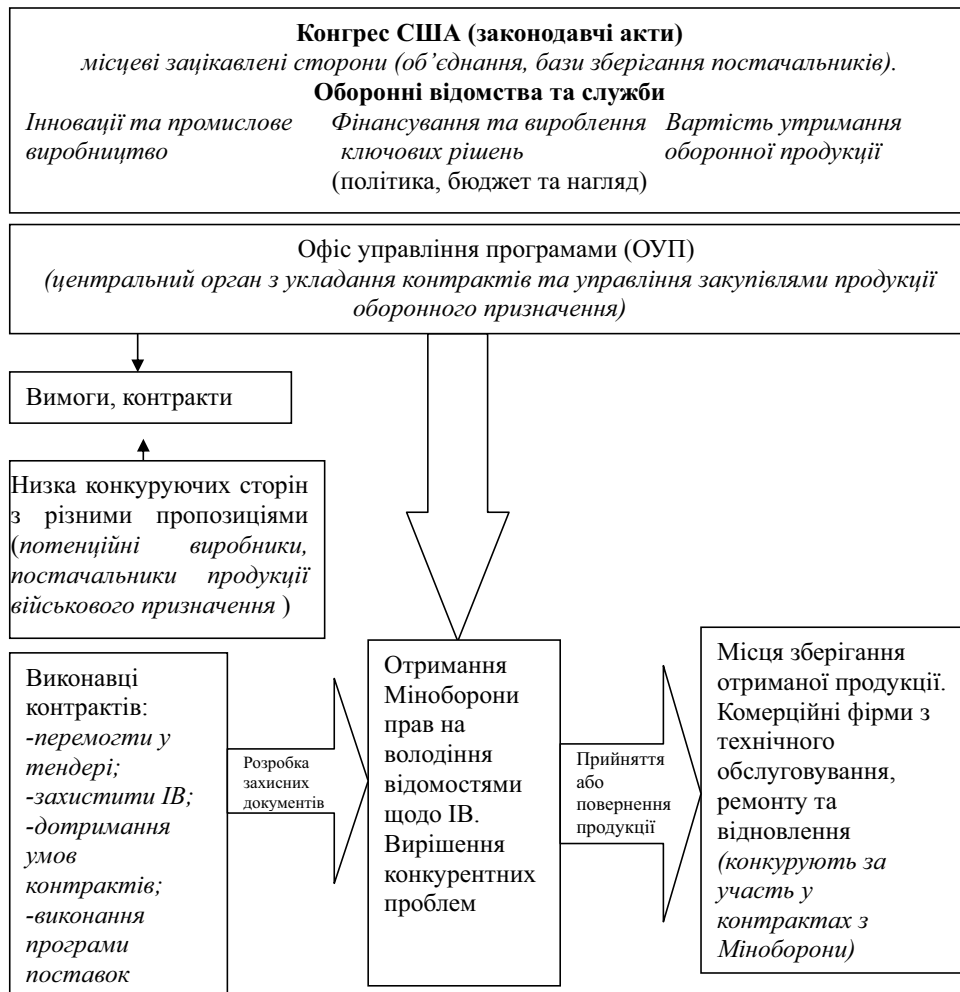 Конгрес США (законодавчі акти)
місцеві зацікавлені сторони (об’єднання, бази зберігання постачальників).
Оборонні відомства та служби
Інновації та промислове
виробництво
Фінансування та вироблення
ключових рішень
(політика, бюджет та нагляд)
Вартість утримання
оборонної продукції
Офіс управління програмами (ОУП)
(центральний орган з укладання контрактів та управління закупівлями продукції
оборонного призначення)
Вимоги, контракти
Низка конкуруючих сторін
з різними пропозиціями
(потенційні виробники,
постачальники продукції
військового призначення )
Виконавці
контрактів:
-перемогти у
тендері;
-захистити ІВ;
-дотримання
умов
контрактів;
-виконання
програми
поставок
Розробка
захисних
документів
Отримання
Міноборони
прав на
володіння
відомостями
щодо ІВ.
Вирішення
конкурентних
проблем
Прийняття
або
повернення
продукції
Місця зберігання
отриманої продукції.
Комерційні фірми з
технічного
обслуговування,
ремонту та
відновлення
(конкурують за
участь у
контрактах з
Міноборони)